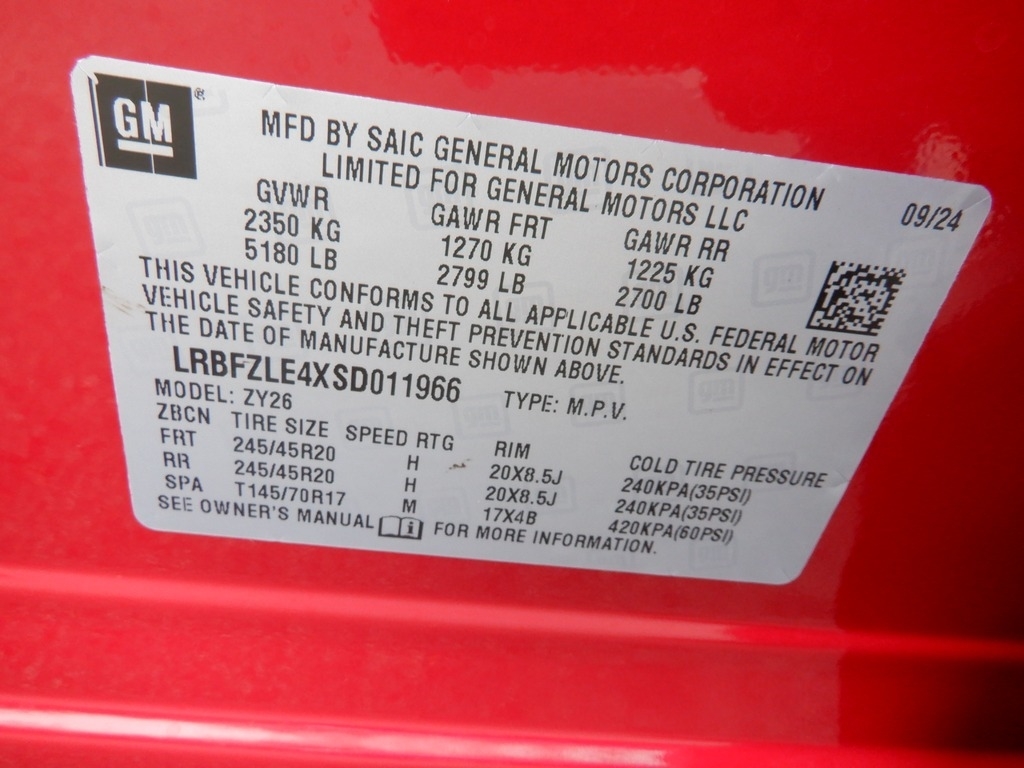 GM®
MFD BY SAIC GENERAL MOTORS CORPORATION
LIMITED FOR GENERAL MOTORS LLC
09/24
GVWR GAWR FRT GAWR RR
2350 KG 1270 KG 1225 KG
5180 LB 2799 LB 2700 LB
THIS VEHICLE CONFORMS TO ALL APPLICABLE U.S. FEDERAL MOTOR
VEHICLE SAFETY AND THEFT PREVENTION STANDARDS IN EFFECT ON
THE DATE OF MANUFACTURE SHOWN ABOVE.
LRBFZLE4XSD011966 TYPE: M.P.V.
MODEL: ZY26
ZBCN TIRE SIZE SPEED RTG RIM COLD TIRE PRESSURE
FRT 245/45R20 H 20X8.5J 240KPA(35PSI)
RR 245/45R20 H 20X8.5J 240KPA(35PSI)
SPA T145/70R17 M 17X4B 420KPA(60PSI)
SEE OWNER'S MANUAL FOR MORE INFORMATION.